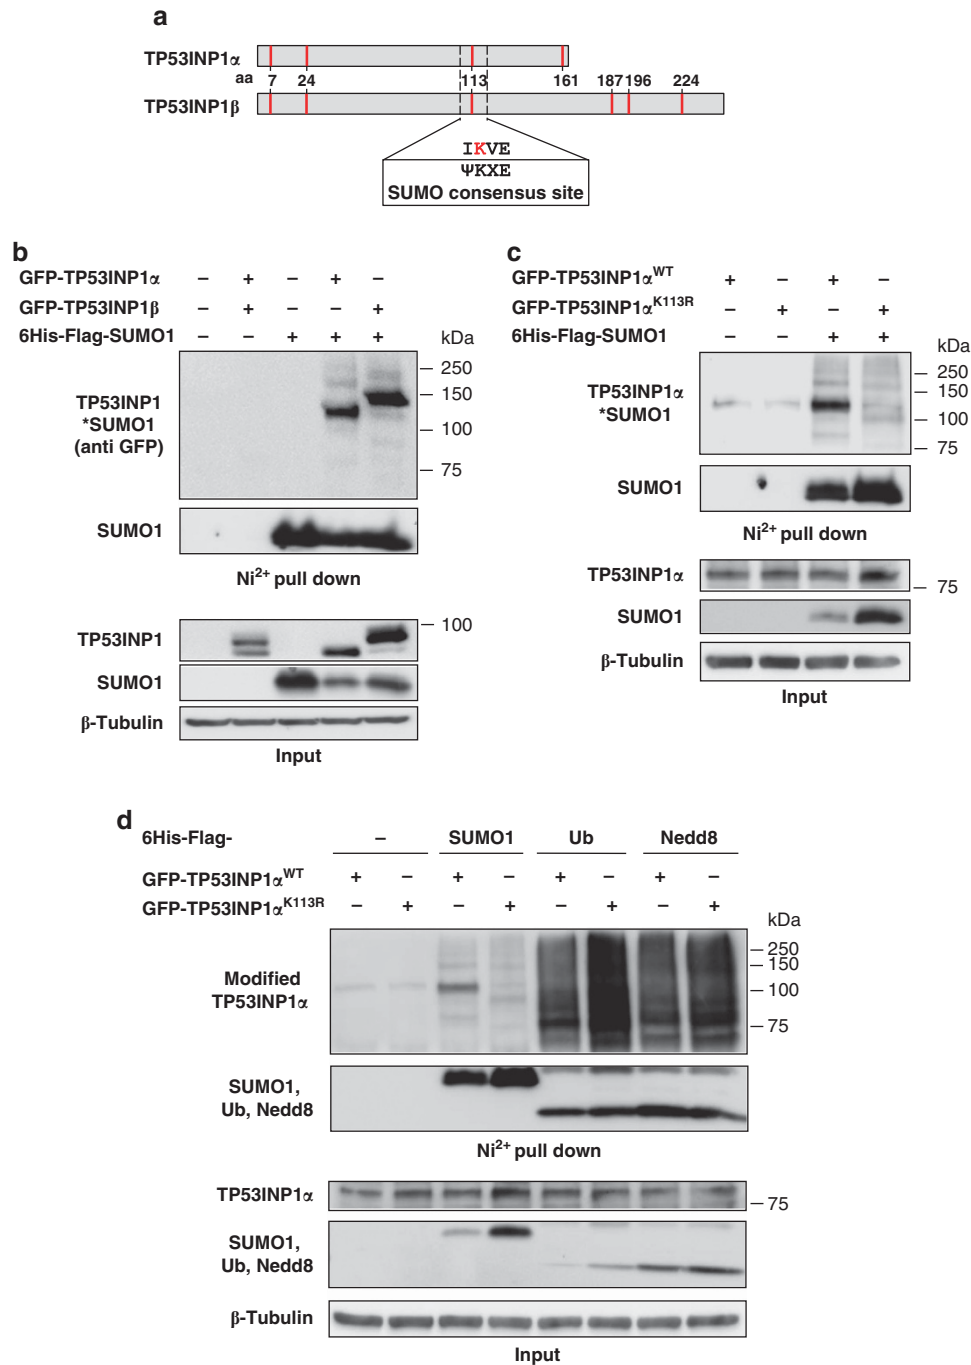 a
TP53INP1α
aa 7 24 113 161 187 196 224
TP53INP1β
IKVE
ΨKXE
SUMO consensus site
b
GFP-TP53INP1α – + – + –
GFP-TP53INP1β – + – – +
6His-Flag-SUMO1 – – + + +
kDa
TP53INP1
*SUMO1
(anti GFP)
250
150
100
75
SUMO1
Ni2+ pull down
TP53INP1
100
SUMO1
β-Tubulin
Input
c
GFP-TP53INP1αWT + – + –
GFP-TP53INP1αK113R – + – +
6His-Flag-SUMO1 – – + +
kDa
TP53INP1α
*SUMO1
250
150
100
75
SUMO1
Ni2+ pull down
TP53INP1α
75
SUMO1
β-Tubulin
Input
d
6His-Flag- – SUMO1 Ub Nedd8
GFP-TP53INP1αWT + – + – + – + –
GFP-TP53INP1αK113R – + – + – + – +
kDa
Modified
TP53INP1α
250
150
100
75
SUMO1,
Ub, Nedd8
Ni2+ pull down
TP53INP1α
75
SUMO1,
Ub, Nedd8
β-Tubulin
Input